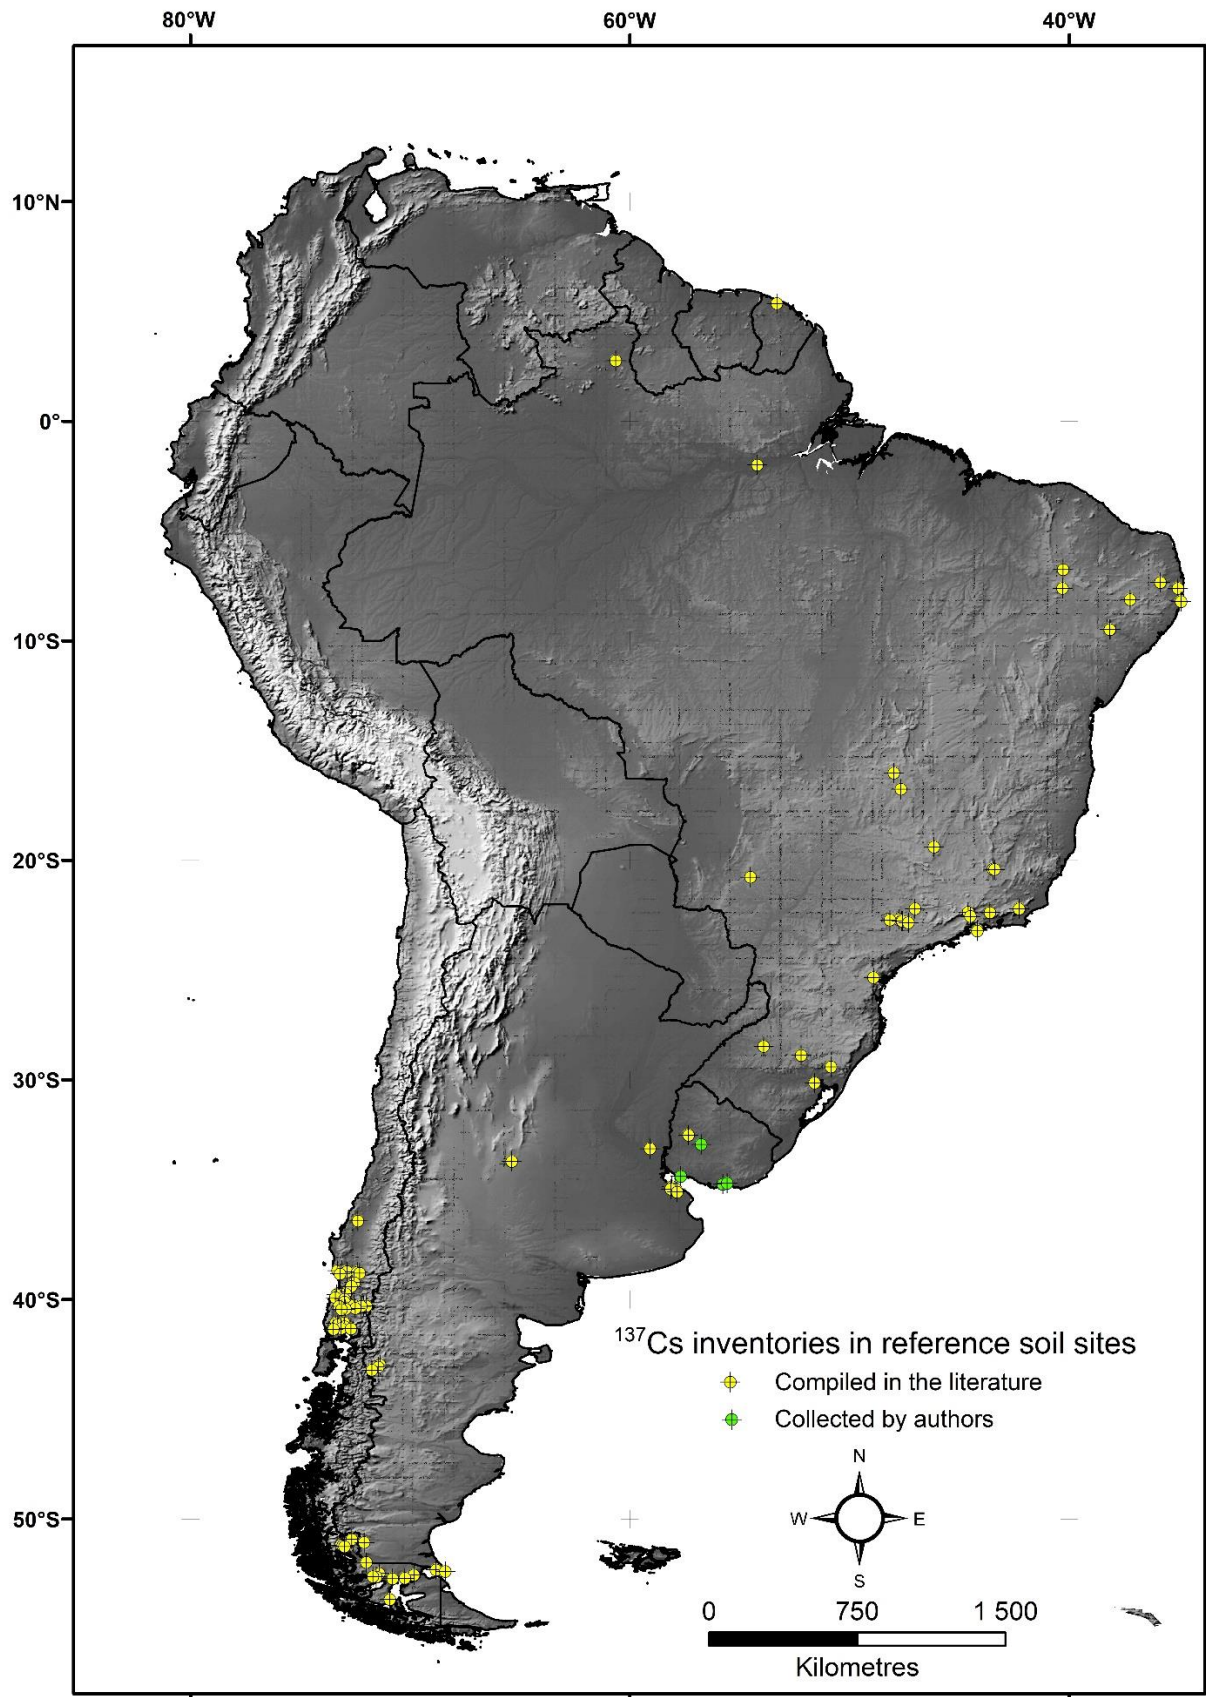 80°W 60°W 40°W
10°N
0°
10°S
20°S
30°S
40°S
¹³⁷Cs inventories in reference soil sites
Compiled in the literature
Collected by authors
N
50°S
W E
S
0 750 1 500
Kilometres